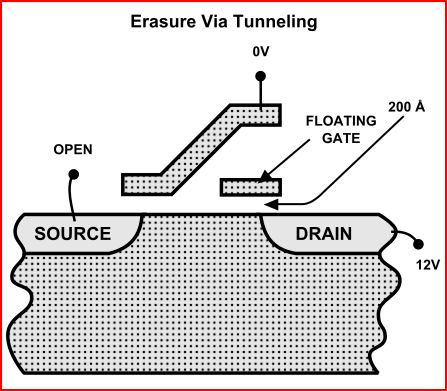 Erasure Via Tunneling
0V
200 Å
FLOATING
GATE
OPEN
SOURCE
DRAIN
12V